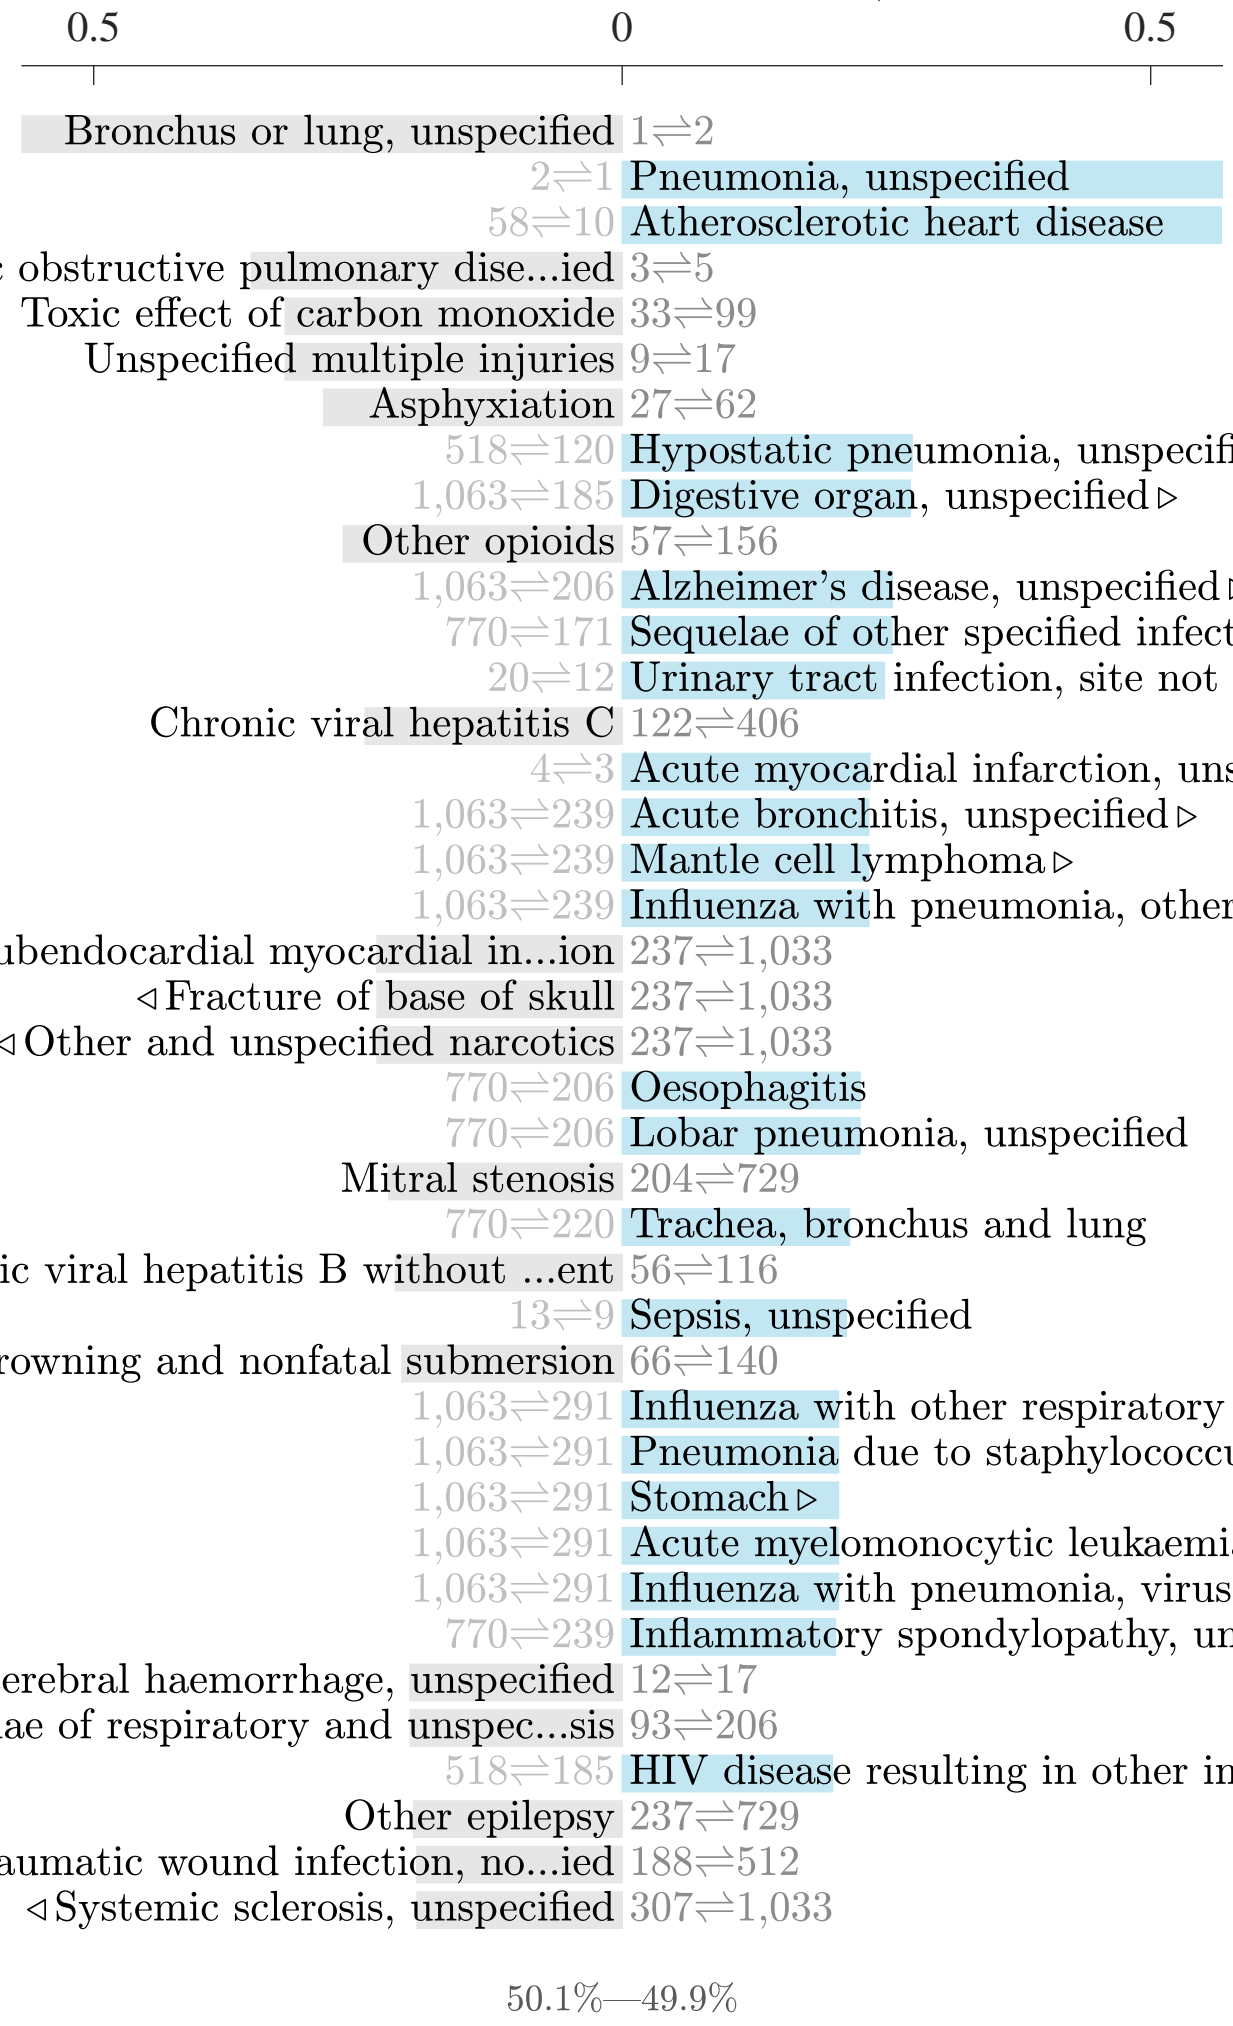 0.5 0 0.5
Bronchus or lung, unspecified 1⇌2
2⇌1 Pneumonia, unspecified
58⇌10 Atherosclerotic heart disease
c obstructive pulmonary dise...ied 3⇌5
Toxic effect of carbon monoxide 33⇌99
Unspecified multiple injuries 9⇌17
Asphyxiation 27⇌62
518⇌120 Hypostatic pneumonia, unspecifi
1,063⇌185 Digestive organ, unspecified▹
Other opioids 57⇌156
1,063⇌206 Alzheimer's disease, unspecified▹
770⇌171 Sequelae of other specified infect
20⇌12 Urinary tract infection, site not
Chronic viral hepatitis C 122⇌406
4⇌3 Acute myocardial infarction, uns
1,063⇌239 Acute bronchitis, unspecified▹
1,063⇌239 Mantle cell lymphoma▹
1,063⇌239 Influenza with pneumonia, other
ubendocardial myocardial in...ion 237⇌1,033
◃Fracture of base of skull 237⇌1,033
◃Other and unspecified narcotics 237⇌1,033
770⇌206 Oesophagitis
770⇌206 Lobar pneumonia, unspecified
Mitral stenosis 204⇌729
770⇌220 Trachea, bronchus and lung
ic viral hepatitis B without ...ent 56⇌116
13⇌9 Sepsis, unspecified
rowning and nonfatal submersion 66⇌140
1,063⇌291 Influenza with other respiratory
1,063⇌291 Pneumonia due to staphylococcu
1,063⇌291 Stomach▹
1,063⇌291 Acute myelomonocytic leukaemia
1,063⇌291 Influenza with pneumonia, virus
770⇌239 Inflammatory spondylopathy, un
cerebral haemorrhage, unspecified 12⇌17
lae of respiratory and unspec...sis 93⇌206
518⇌185 HIV disease resulting in other in
Other epilepsy 237⇌729
aumatic wound infection, no...ied 188⇌512
◃Systemic sclerosis, unspecified 307⇌1,033
50.1%—49.9%